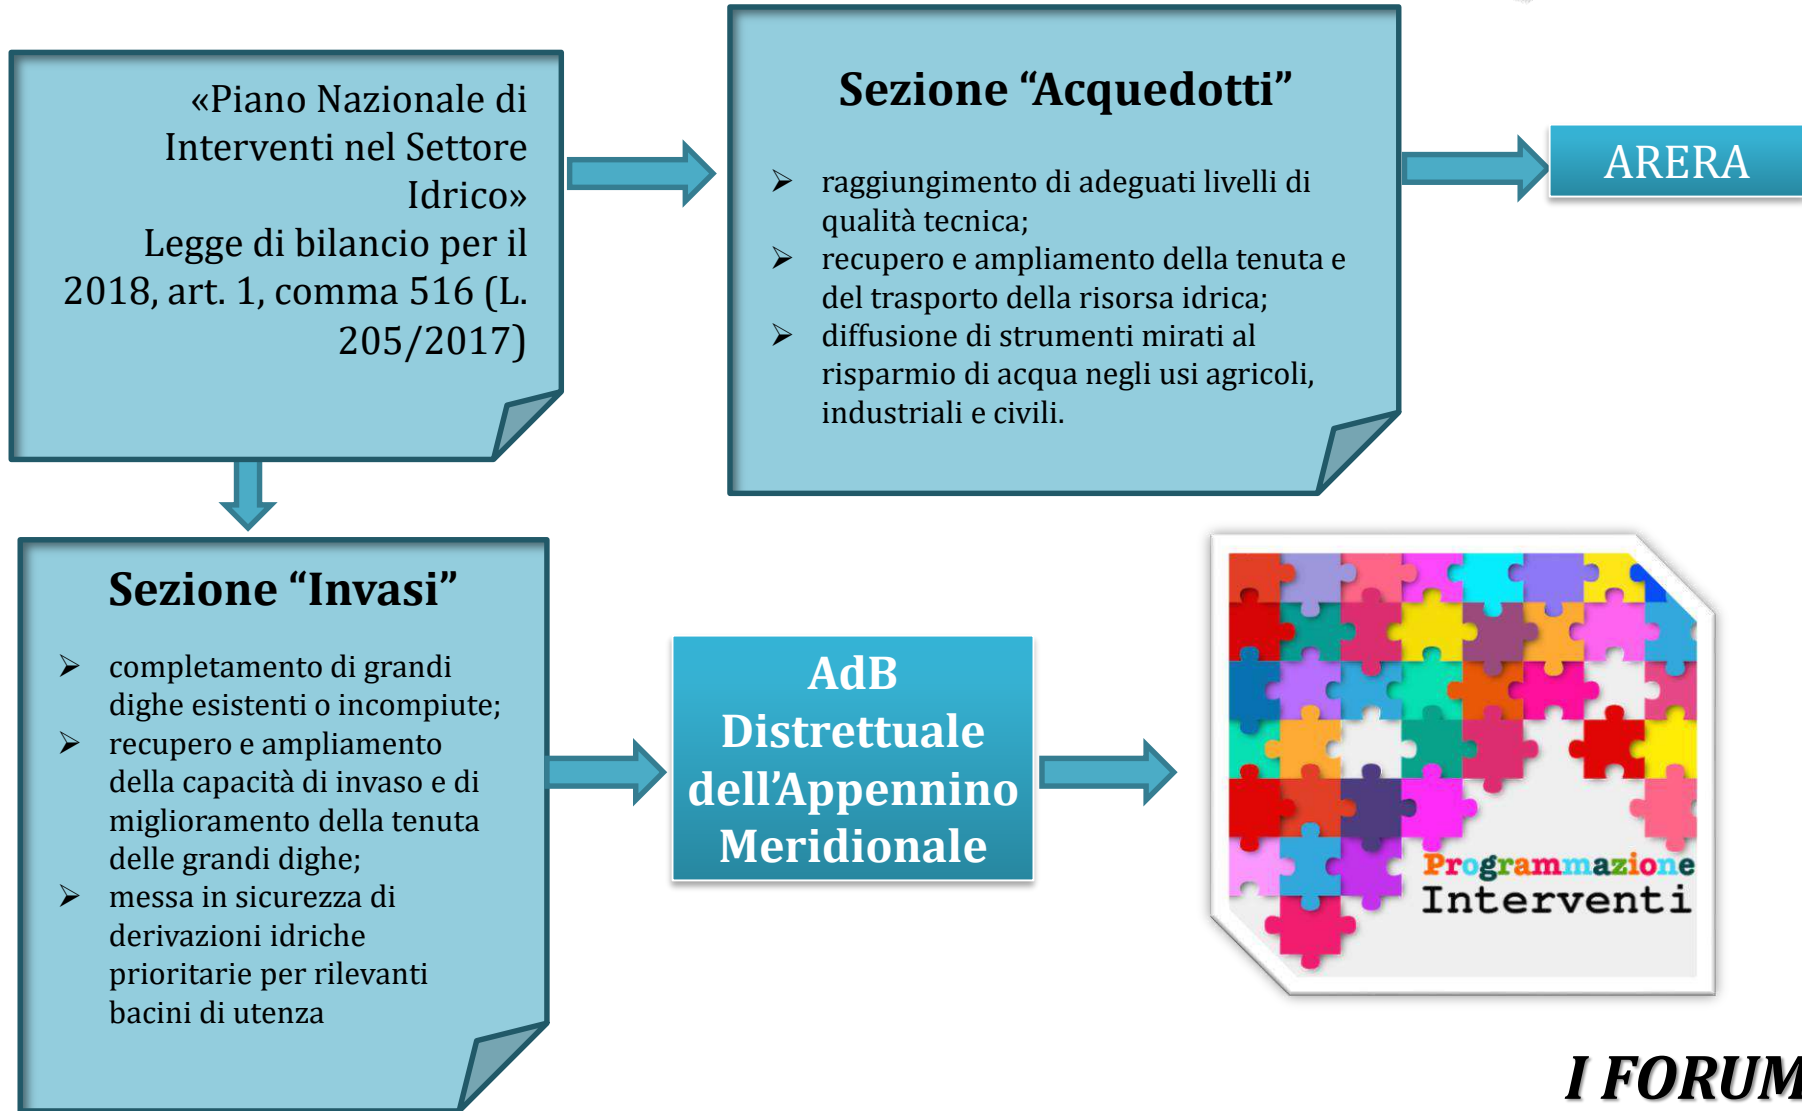 «Piano Nazionale di
Interventi nel Settore
Idrico»
Legge di bilancio per il
2018, art. 1, comma 516 (L.
205/2017)
Sezione “Acquedotti”
➢ raggiungimento di adeguati livelli di
qualità tecnica;
➢ recupero e ampliamento della tenuta e
del trasporto della risorsa idrica;
➢ diffusione di strumenti mirati al
risparmio di acqua negli usi agricoli,
industriali e civili.
ARERA
Sezione “Invasi”
➢ completamento di grandi
dighe esistenti o incompiute;
➢ recupero e ampliamento
della capacità di invaso e di
miglioramento della tenuta
delle grandi dighe;
➢ messa in sicurezza di
derivazioni idriche
prioritarie per rilevanti
bacini di utenza
AdB
Distrettuale
dell’Appennino
Meridionale
Programmazione
Interventi
I FORUM